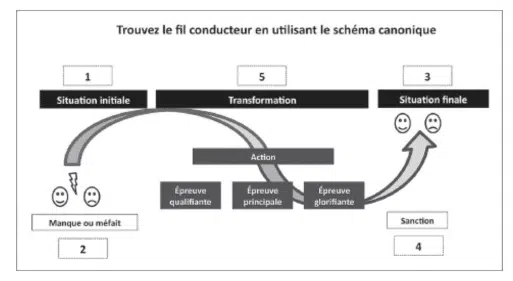 Trouvez le fil conducteur en utilisant le schéma canonique
1 5 3
Situation initiale Transformation Situation finale
Action
Épreuve Épreuve Épreuve
qualifiante principale glorifiante
Manque ou méfait Sanction
2 4